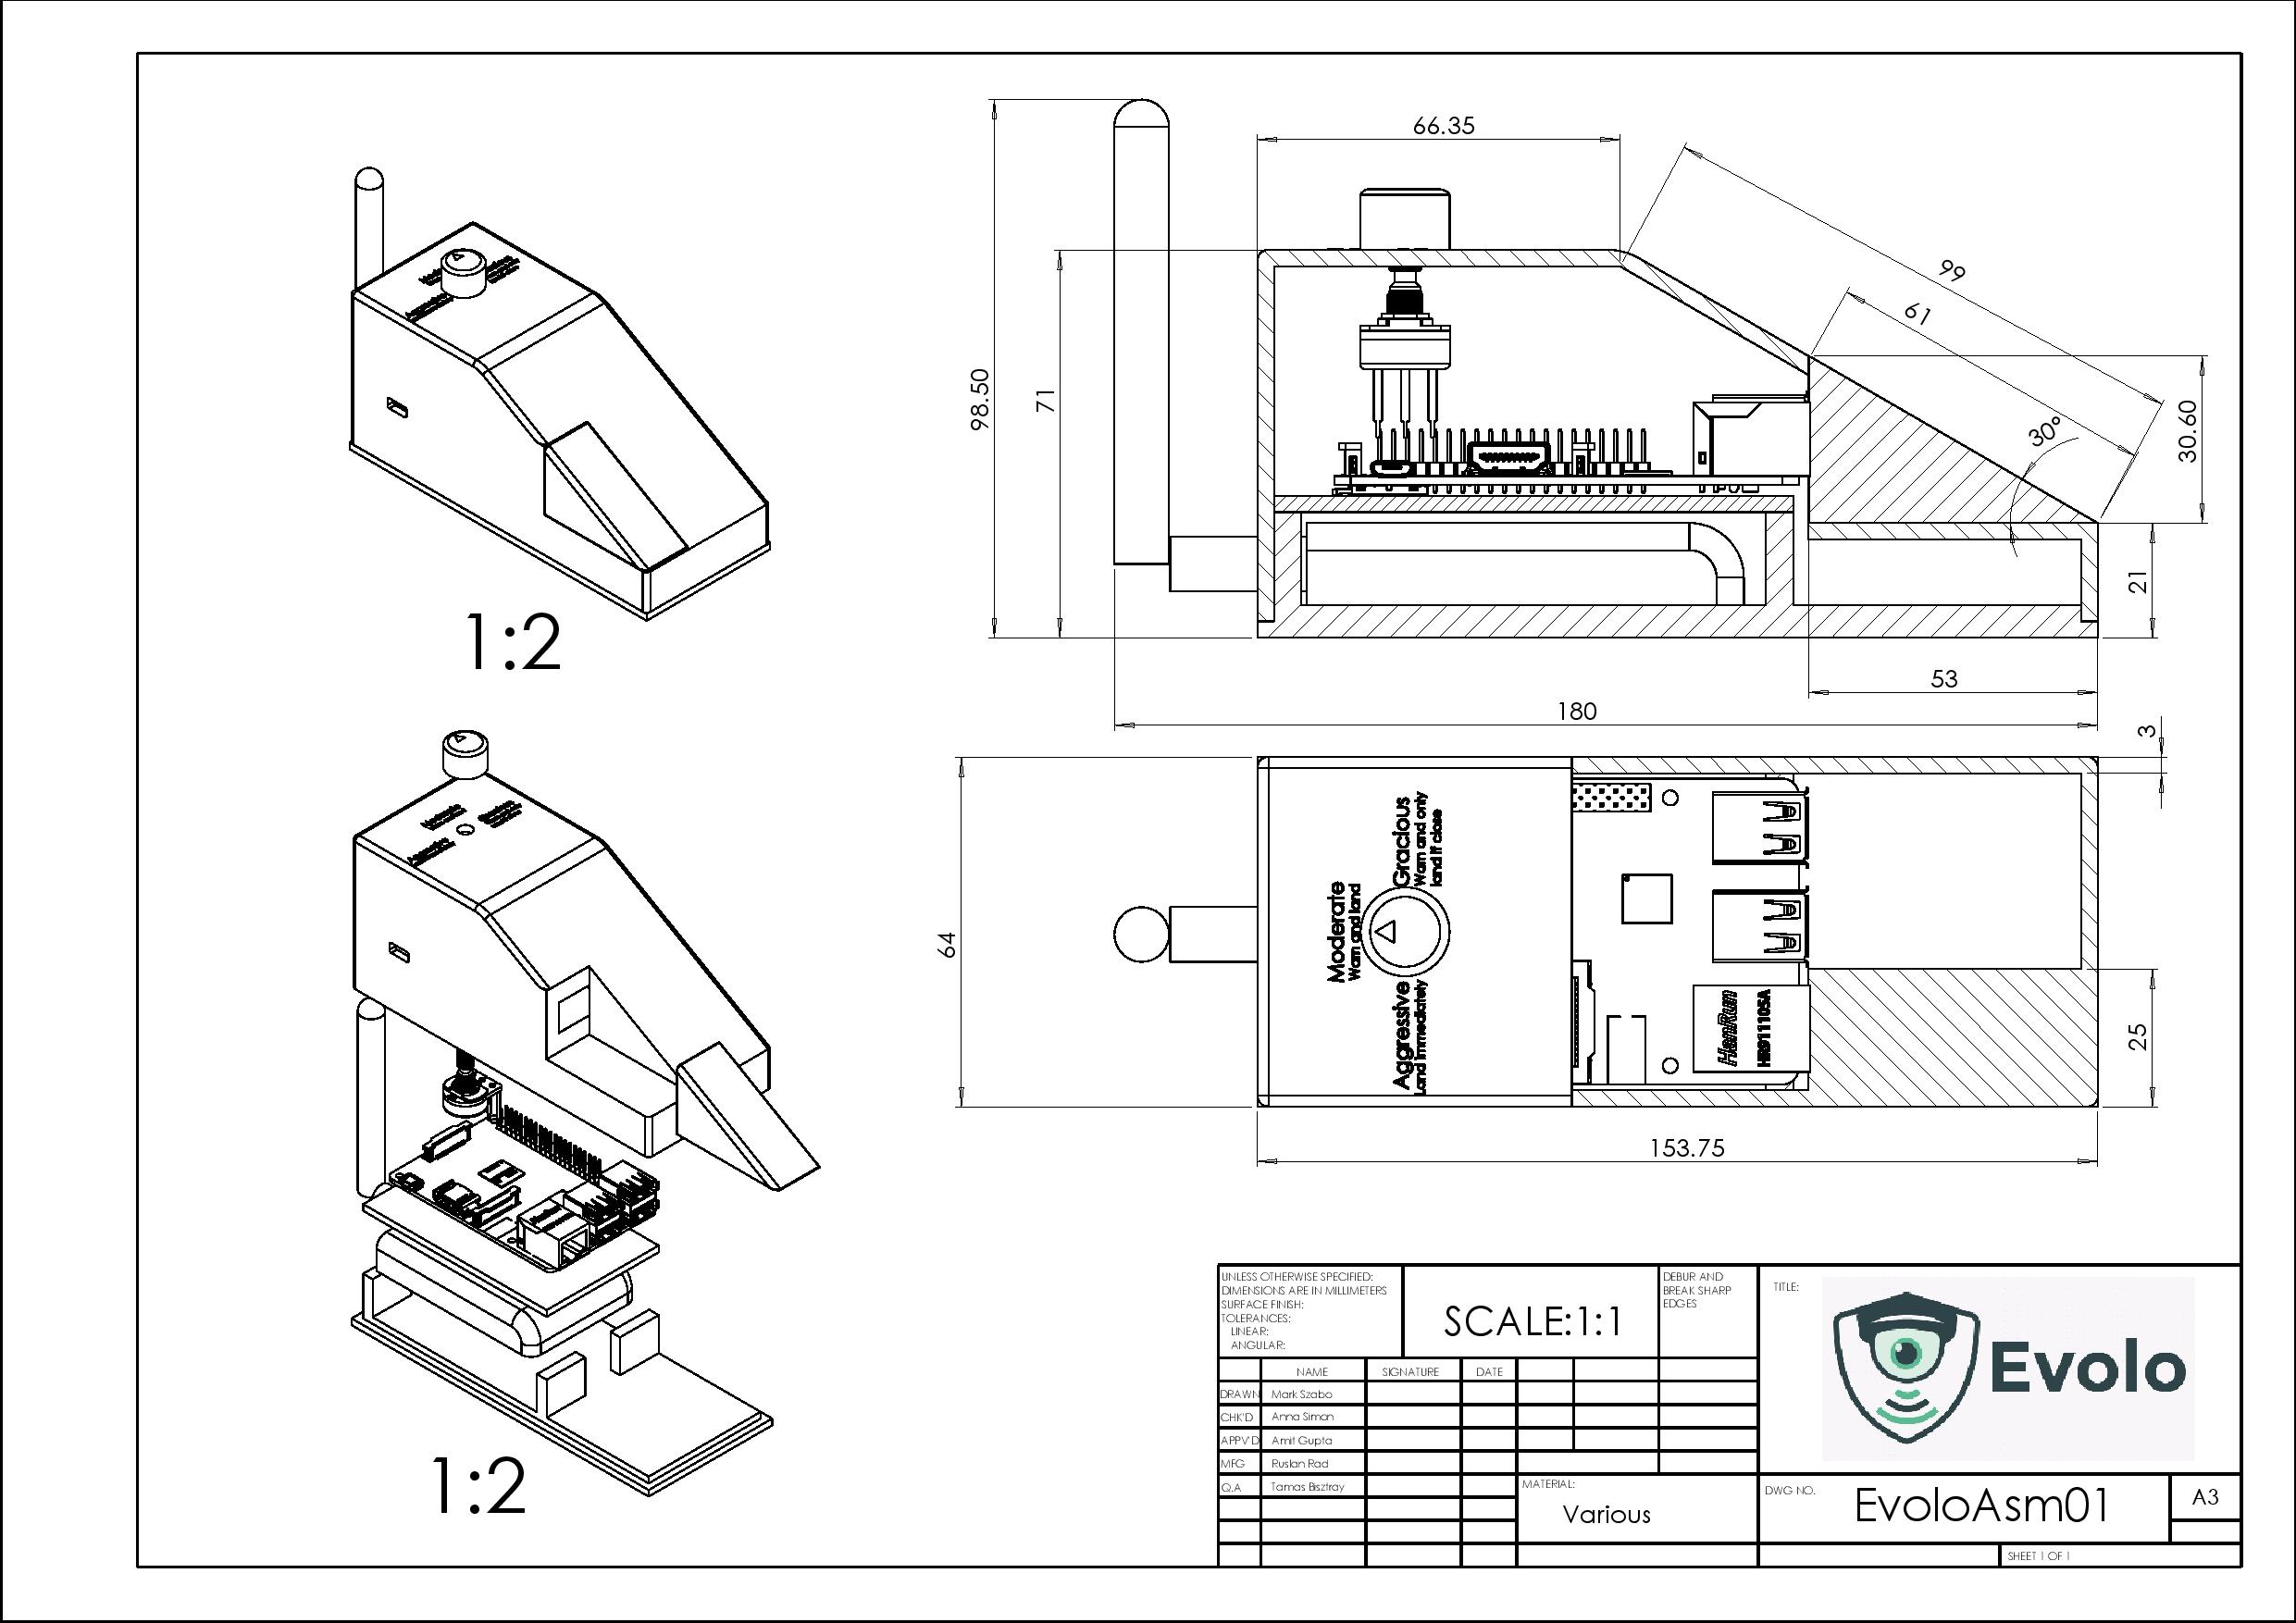 98.50
71
66.35
99
61
30°
30.60
21
53
180
3
1:2
64
Moderate
Warn and land
Gracious
Warn and only
land if close
Aggressive
Land immediately
HanRun
HR911105A
25
153.75
1:2
UNLESS OTHERWISE SPECIFIED:
DIMENSIONS ARE IN MILLIMETERS
SURFACE FINISH:
TOLERANCES:
LINEAR:
ANGULAR:
SCALE:1:1
DEBUR AND
BREAK SHARP
EDGES
TITLE:
Evolo
NAME SIGNATURE DATE
DRAWN Mark Szabo
CHK'D Anna Simon
APPV'D Amit Gupta
MFG Ruslan Rad
Q.A Tamas Bisztray
MATERIAL:
Various
DWG NO.
EvoloAsm01
A3
SHEET 1 OF 1